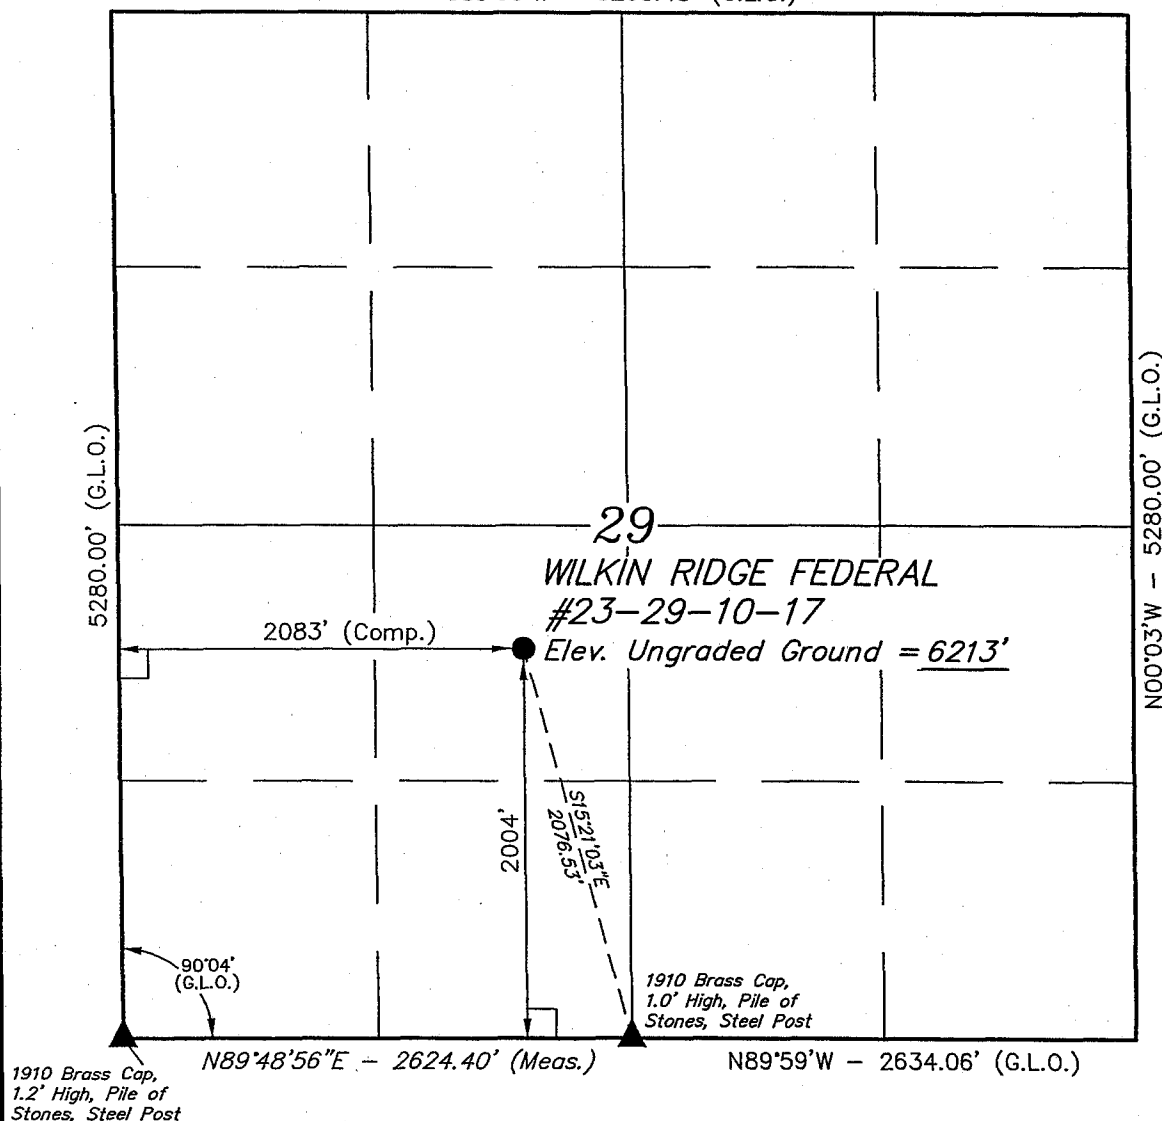 5280.00' (G.L.O.)
N00°03'W – 5280.00' (G.L.O.)
29
WILKIN RIDGE FEDERAL
#23-29-10-17
Elev. Ungraded Ground = 6213'
2083' (Comp.)
2004'
S15°21'03"E
2076.53'
90°04'
(G.L.O.)
1910 Brass Cap,
1.0' High, Pile of
Stones, Steel Post
N89°48'56"E – 2624.40' (Meas.)
N89°59'W – 2634.06' (G.L.O.)
1910 Brass Cap,
1.2' High, Pile of
Stones, Steel Post